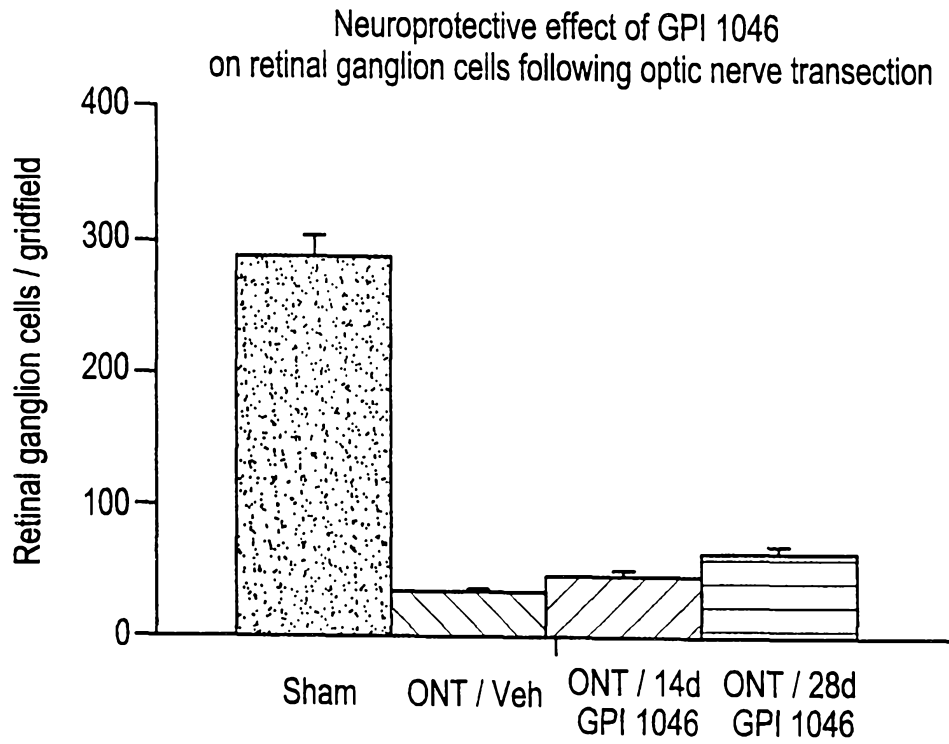 Neuroprotective effect of GPI 1046
on retinal ganglion cells following optic nerve transection
Retinal ganglion cells / gridfield
400
300
200
100
0
Sham
ONT / Veh
ONT / 14d
GPI 1046
ONT / 28d
GPI 1046